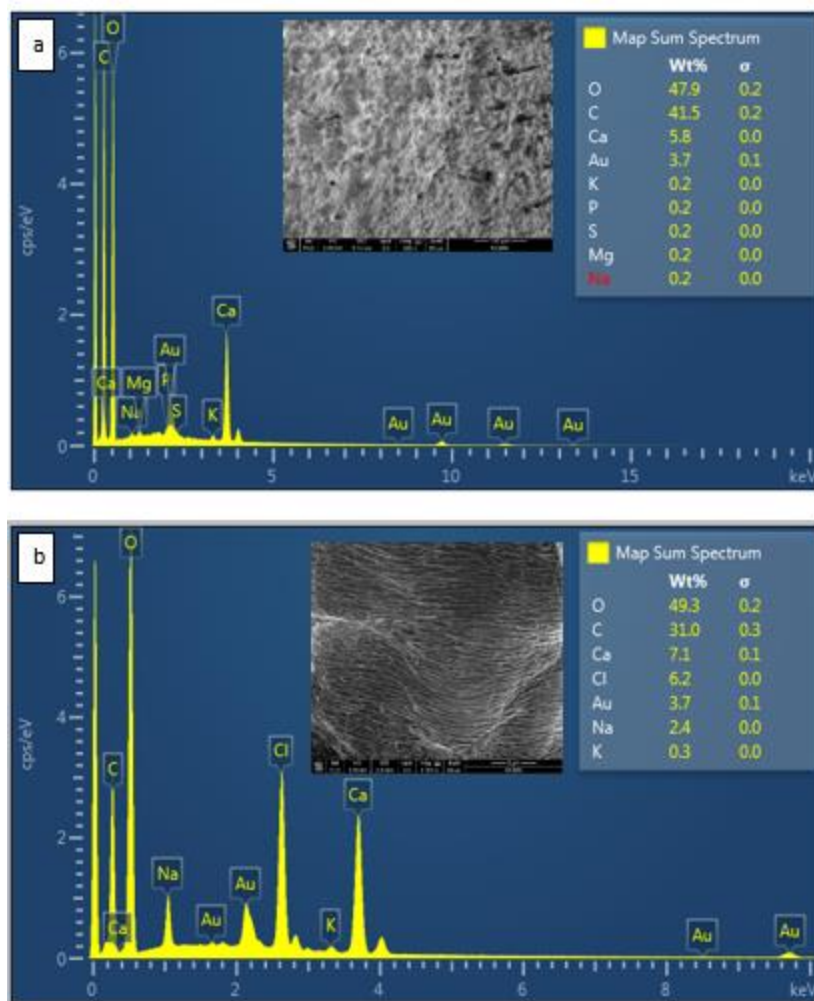 a
Map Sum Spectrum
Wt% σ
O 47.9 0.2
C 41.5 0.2
Ca 5.8 0.0
Au 3.7 0.1
K 0.2 0.0
P 0.2 0.0
S 0.2 0.0
Mg 0.2 0.0
Na 0.2 0.0
cps/eV
6
4
2
0
O
C
Ca
Au
Ca Mg P
Na S K
Au Au Au Au
0 5 10 15 keV
b
Map Sum Spectrum
Wt% σ
O 49.3 0.2
C 31.0 0.3
Ca 7.1 0.1
Cl 6.2 0.0
Au 3.7 0.1
Na 2.4 0.0
K 0.3 0.0
cps/eV
6
4
2
0
O
Cl
C Ca
Na Au
Ca Au K Au Au
0 2 4 6 8 keV